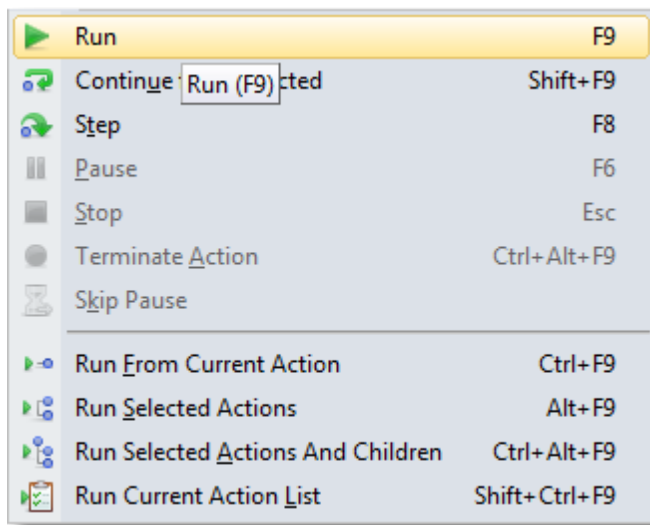 Run F9
Continue cted Shift+F9
Run (F9)
Step F8
Pause F6
Stop Esc
Terminate Action Ctrl+Alt+F9
Skip Pause
Run From Current Action Ctrl+F9
Run Selected Actions Alt+F9
Run Selected Actions And Children Ctrl+Alt+F9
Run Current Action List Shift+Ctrl+F9